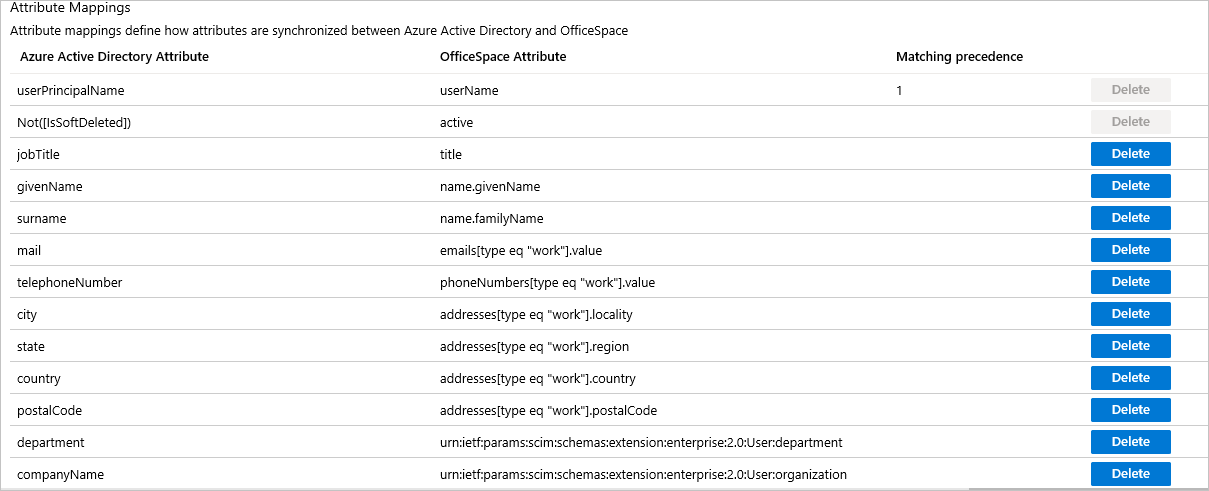 Attribute Mappings
Attribute mappings define how attributes are synchronized between Azure Active Directory and OfficeSpace
Azure Active Directory Attribute OfficeSpace Attribute Matching precedence
userPrincipalName userName 1 Delete
Not([IsSoftDeleted]) active Delete
jobTitle title Delete
givenName name.givenName Delete
surname name.familyName Delete
mail emails[type eq "work"].value Delete
telephoneNumber phoneNumbers[type eq "work"].value Delete
city addresses[type eq "work"].locality Delete
state addresses[type eq "work"].region Delete
country addresses[type eq "work"].country Delete
postalCode addresses[type eq "work"].postalCode Delete
department urn:ietf:params:scim:schemas:extension:enterprise:2.0:User:department Delete
companyName urn:ietf:params:scim:schemas:extension:enterprise:2.0:User:organization Delete